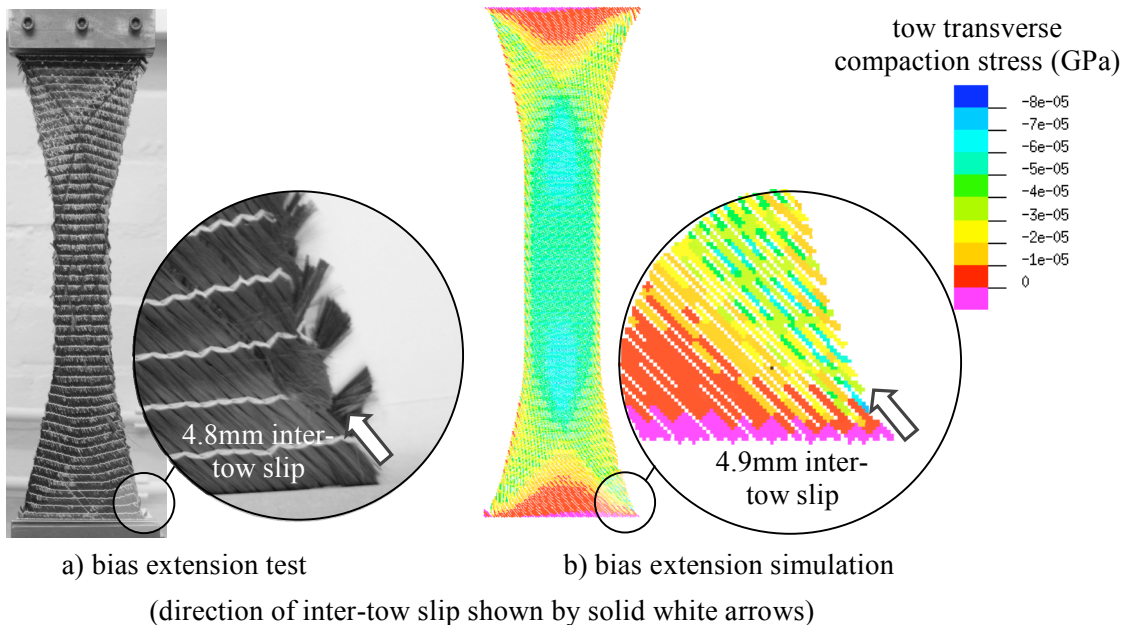 tow transverse
compaction stress (GPa)
-8e-05
-7e-05
-6e-05
-5e-05
-4e-05
-3e-05
-2e-05
-1e-05
0
4.8mm inter-
tow slip
4.9mm inter-
tow slip
a) bias extension test
b) bias extension simulation
(direction of inter-tow slip shown by solid white arrows)